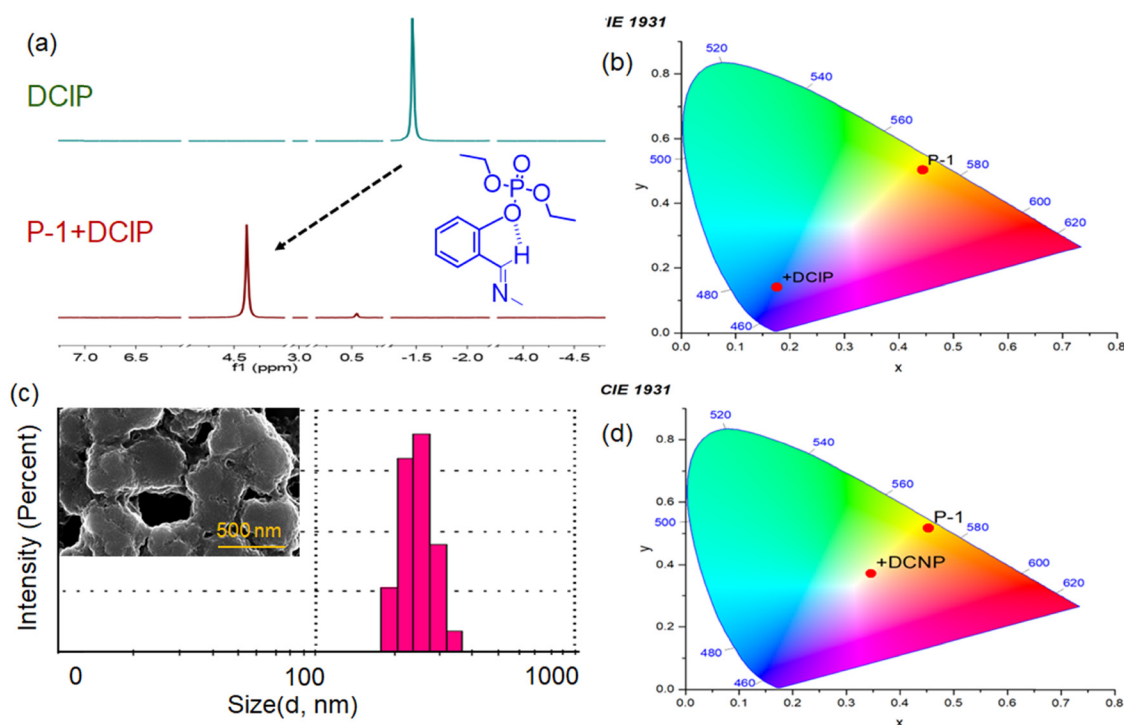 (a)
DClP
P-1+DClP
O
O
P
O
O
H
N
7.0 6.5 4.5 3.0 0.5 -1.5 -2.0 -4.0 -4.5
f1 (ppm)
IE 1931
(b)
520
540
560
500
580
600
620
480
460
P-1
+DClP
y
0.8
0.6
0.4
0.2
0.0
0.0 0.1 0.2 0.3 0.4 0.5 0.6 0.7 0.8
x
(c)
500 nm
Intensity (Percent)
0 100 1000
Size(d, nm)
CIE 1931
(d)
520
540
560
500
580
600
620
480
460
P-1
+DCNP
y
0.8
0.6
0.4
0.2
0.0
0.0 0.1 0.2 0.3 0.4 0.5 0.6 0.7 0.8
x